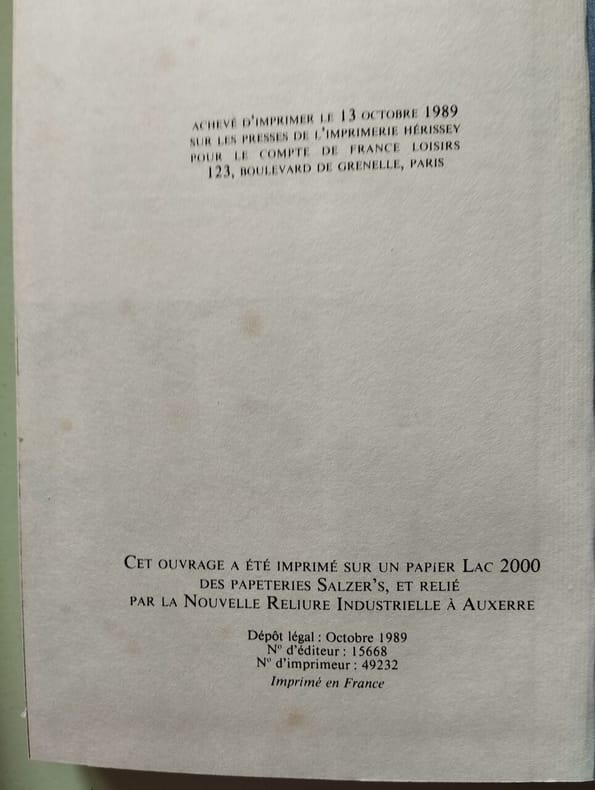 ACHEVÉ D'IMPRIMER LE 13 OCTOBRE 1989
SUR LES PRESSES DE L'IMPRIMERIE HÉRISSEY
POUR LE COMPTE DE FRANCE LOISIRS
123, BOULEVARD DE GRENELLE, PARIS
CET OUVRAGE A ÉTÉ IMPRIMÉ SUR UN PAPIER LAC 2000
DES PAPETERIES SALZER'S, ET RELIÉ
PAR LA NOUVELLE RELIURE INDUSTRIELLE À AUXERRE
Dépôt légal : Octobre 1989
N° d'éditeur : 15668
N° d'imprimeur : 49232
Imprimé en France